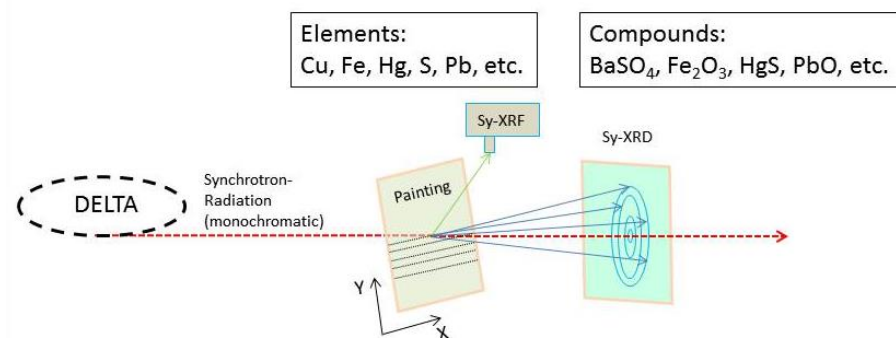 Elements:
Cu, Fe, Hg, S, Pb, etc.
Compounds:
BaSO₄, Fe₂O₃, HgS, PbO, etc.
Sy-XRF
Sy-XRD
DELTA
Synchrotron-
Radiation
(monochromatic)
Painting
Y
X